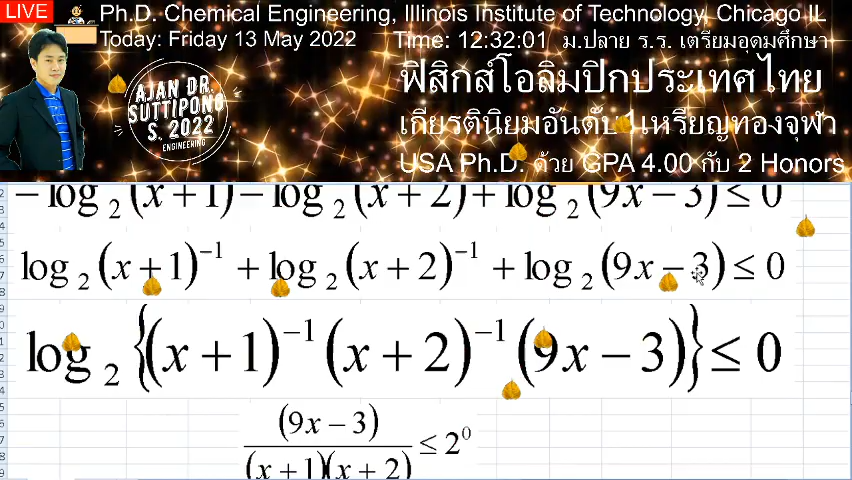 LIVE
Ph.D. Chemical Engineering, Illinois Institute of Technology, Chicago IL
Today: Friday 13 May 2022 Time: 12:32:01 ม.ปลาย ร.ร. เตรียมอุดมศึกษา
ฟิสิกส์โอลิมปิกประเทศไทย
เกียรตินิยมอันดับ 1 เหรียญทองจุฬา
USA Ph.D. ด้วย GPA 4.00 กับ 2 Honors
AJAN DR.
SUTTIPONG
S. 2022
ENGINEERING
− log₂(x+1) − log₂(x+2) + log₂(9x−3) ≤ 0
log₂(x+1)⁻¹ + log₂(x+2)⁻¹ + log₂(9x−3) ≤ 0
log₂{(x+1)⁻¹(x+2)⁻¹(9x−3)} ≤ 0
(9x−3)
≤ 2⁰
(x+1)(x+2)